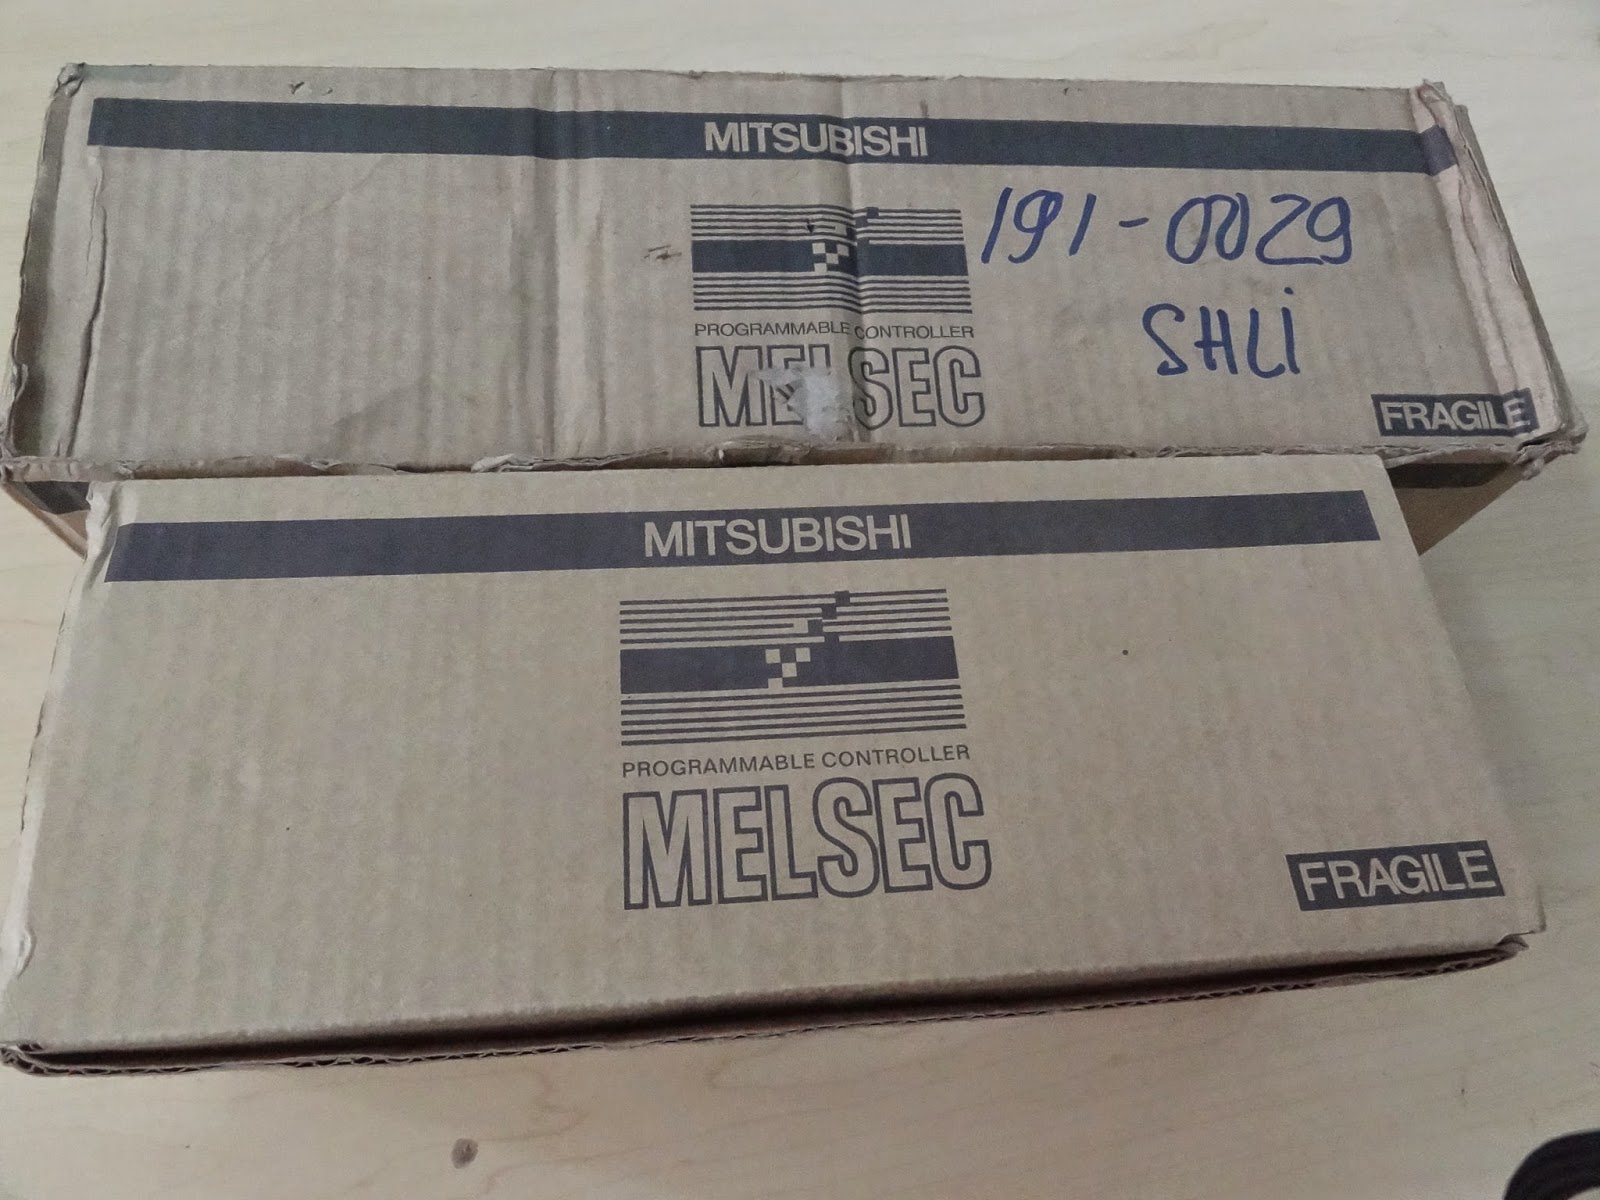 MITSUBISHI
191-0029
SHLi
PROGRAMMABLE CONTROLLER
MELSEC
FRAGILE
MITSUBISHI
PROGRAMMABLE CONTROLLER
MELSEC
FRAGILE